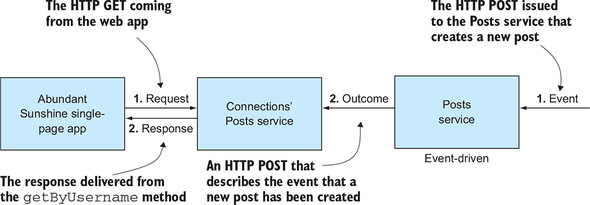 The HTTP GET coming
from the web app
The HTTP POST issued
to the Posts service that
creates a new post
Abundant
Sunshine single-
page app
1. Request
2. Response
Connections’
Posts service
2. Outcome
Posts
service
1. Event
Event-driven
The response delivered from
the getByUsername method
An HTTP POST that
describes the event that a
new post has been created